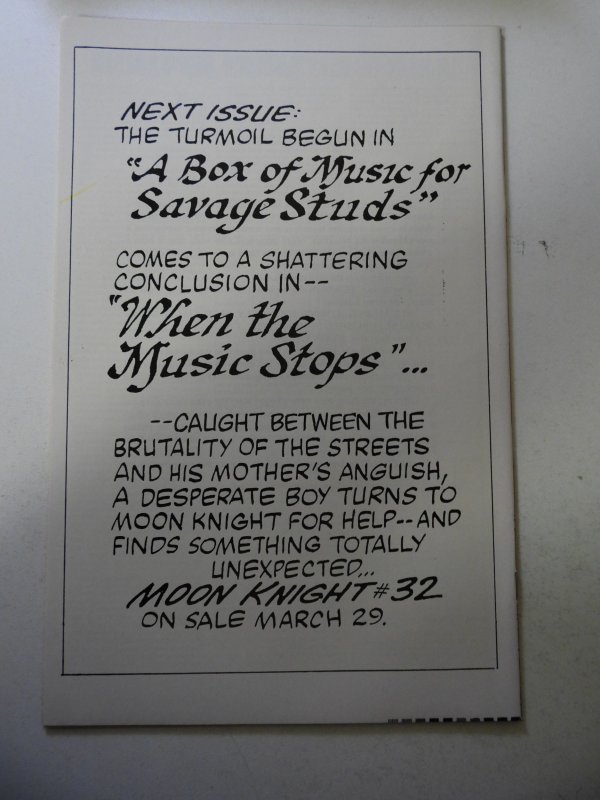 NEXT ISSUE:
THE TURMOIL BEGUN IN
"A Box of Music for
Savage Studs"
COMES TO A SHATTERING
CONCLUSION IN--
"When the
Music Stops"...
--CAUGHT BETWEEN THE
BRUTALITY OF THE STREETS
AND HIS MOTHER'S ANGUISH,
A DESPERATE BOY TURNS TO
MOON KNIGHT FOR HELP--AND
FINDS SOMETHING TOTALLY
UNEXPECTED...
MOON KNIGHT #32
ON SALE MARCH 29.